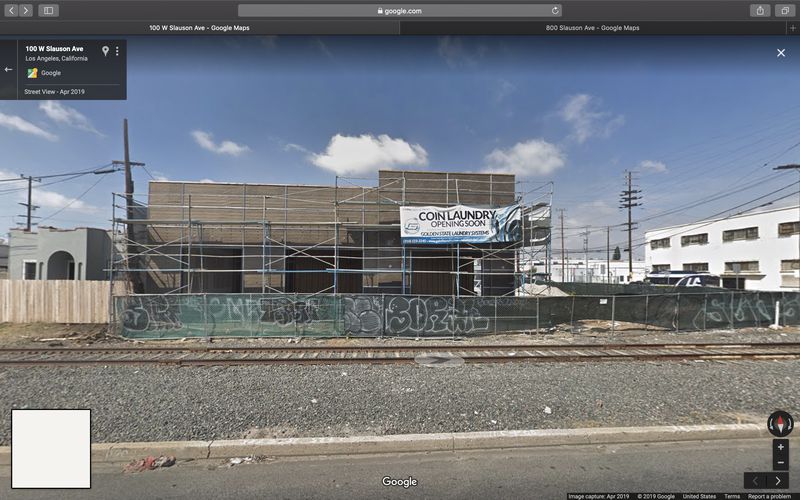 google.com
100 W Slauson Ave - Google Maps
800 Slauson Ave - Google Maps
100 W Slauson Ave
Los Angeles, California
Google
Street View - Apr 2019
COIN LAUNDRY
OPENING SOON
GOLDEN STATE LAUNDRY SYSTEMS
LA
Google
Image capture: Apr 2019 © 2019 Google United States Terms Report a problem